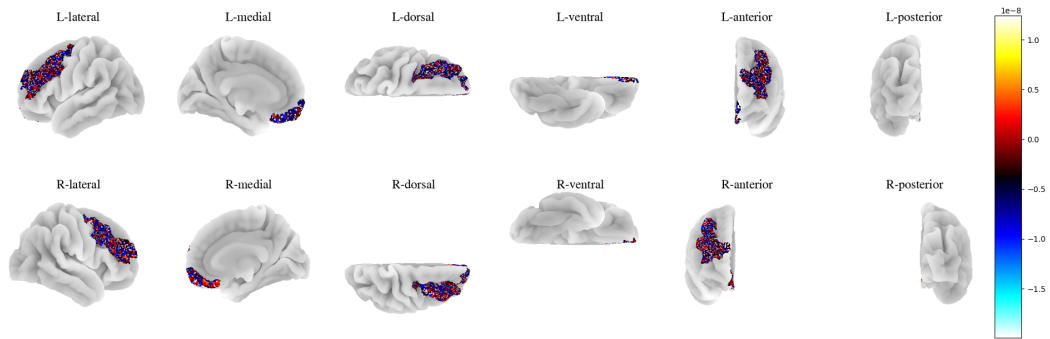 L-lateral
L-medial
L-dorsal
L-ventral
L-anterior
L-posterior
R-lateral
R-medial
R-dorsal
R-ventral
R-anterior
R-posterior
1e−8
1.0
0.5
0.0
−0.5
−1.0
−1.5